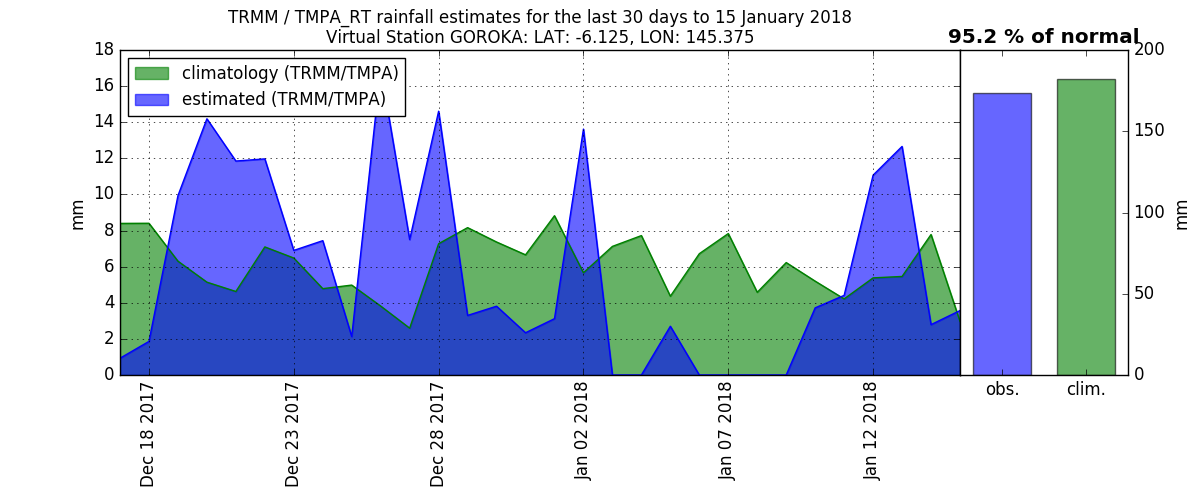 TRMM / TMPA_RT rainfall estimates for the last 30 days to 15 January 2018
Virtual Station GOROKA: LAT: -6.125, LON: 145.375
95.2 % of normal
climatology (TRMM/TMPA)
estimated (TRMM/TMPA)
18
16
14
12
10
8
6
4
2
0
mm
200
150
100
50
0
mm
Dec 18 2017
Dec 23 2017
Dec 28 2017
Jan 02 2018
Jan 07 2018
Jan 12 2018
obs.
clim.